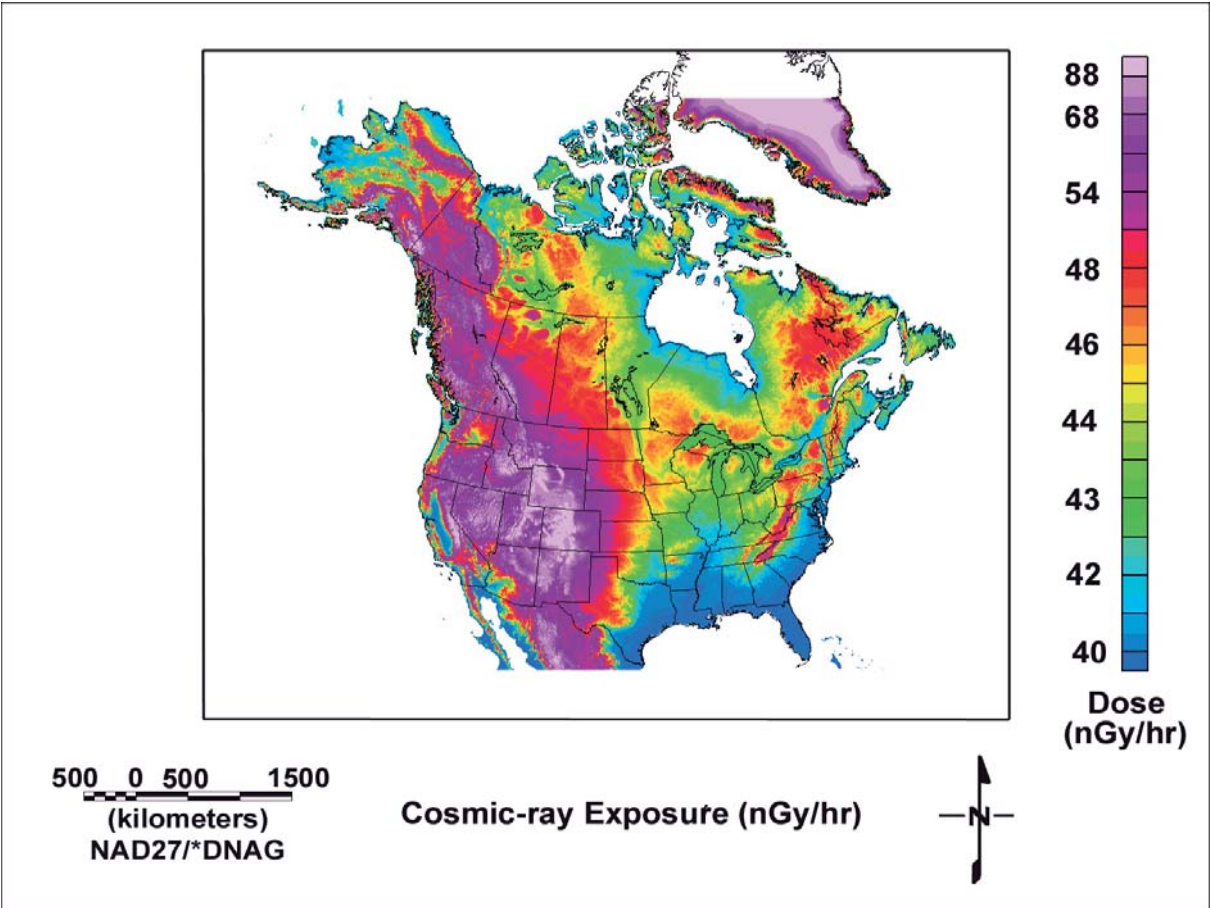 88
68
54
48
46
44
43
42
40
Dose
(nGy/hr)
500 0 500 1500
(kilometers)
NAD27/*DNAG
Cosmic-ray Exposure (nGy/hr)
N